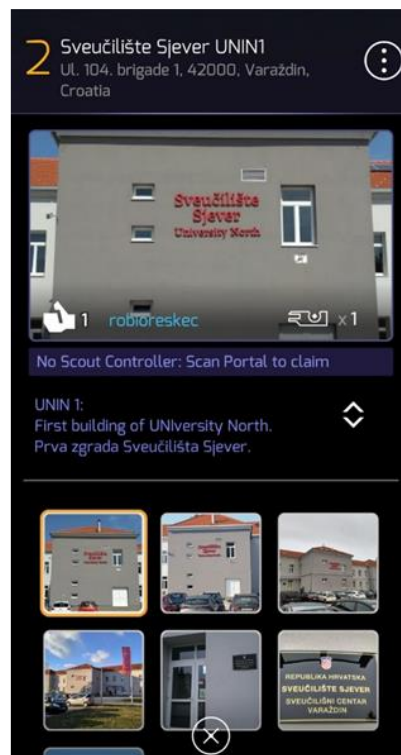 2
Sveučilište Sjever UNIN1
Ul. 104. brigade 1, 42000, Varaždin,
Croatia
Sveučilište
Sjever
University North
1
robioreskec
x1
No Scout Controller: Scan Portal to claim
UNIN 1:
First building of UNIversity North.
Prva zgrada Sveučilišta Sjever.
REPUBLIKA HRVATSKA
SVEUČILIŠTE SJEVER
SVEUČILIŠNI CENTAR
VARAŽDIN